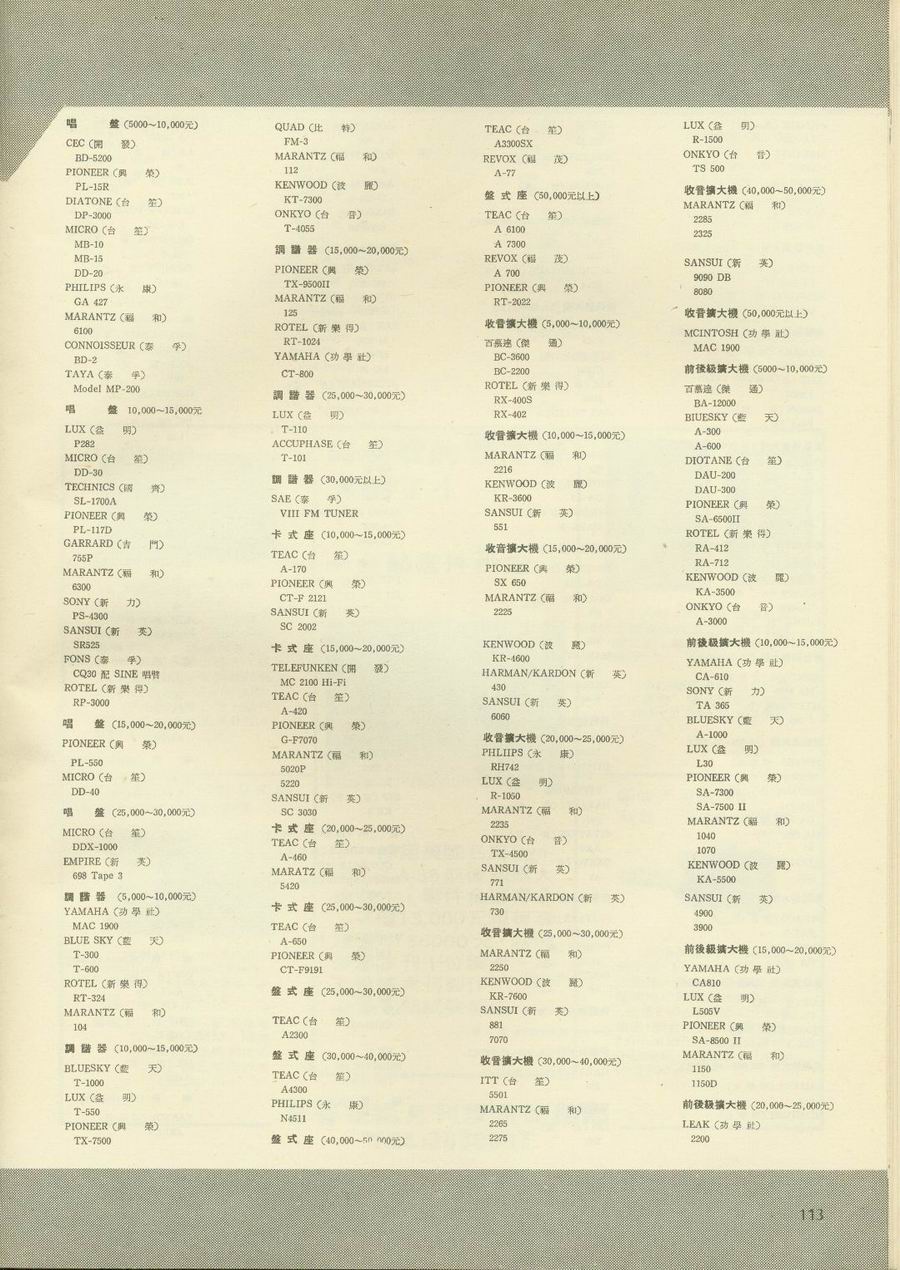 唱 盤 (5000~10,000元)
CEC (開 發)
BD-5200
PIONEER (興 榮)
PL-15R
DIATONE (台 笙)
DP-3000
MICRO (台 笙)
MB-10
MB-15
DD-20
PHILIPS (永 康)
GA 427
MARANTZ (福 和)
6100
CONNOISSEUR (泰 孚)
BD-2
TAYA (泰 孚)
Model MP-200
唱 盤 10,000~15,000元
LUX (益 明)
P282
MICRO (台 笙)
DD-30
TECHNICS (國 齊)
SL-1700A
PIONEER (興 榮)
PL-117D
GARRARD (吉 門)
755P
MARANTZ (福 和)
6300
SONY (新 力)
PS-4300
SANSUI (新 英)
SR525
FONS (泰 孚)
CQ30 配 SINE 唱臂
ROTEL (新 樂 得)
RP-3000
唱 盤 (15,000~20,000元)
PIONEER (興 榮)
PL-550
MICRO (台 笙)
DD-40
唱 盤 (25,000~30,000元)
MICRO (台 笙)
DDX-1000
EMPIRE (新 英)
698 Tape 3
調 諧 器 (5,000~10,000元)
YAMAHA (功 學 社)
MAC 1900
BLUE SKY (藍 天)
T-300
T-600
ROTEL (新 樂 得)
RT-324
MARANTZ (福 和)
104
調 諧 器 (10,000~15,000元)
BLUESKY (藍 天)
T-1000
LUX (益 明)
T-550
PIONEER (興 榮)
TX-7500
QUAD (比 特)
FM-3
MARANTZ (福 和)
112
KENWOOD (波 麗)
KT-7300
ONKYO (台 音)
T-4055
調 諧 器 (15,000~20,000元)
PIONEER (興 榮)
TX-9500II
MARANTZ (福 和)
125
ROTEL (新 樂 得)
RT-1024
YAMAHA (功 學 社)
CT-800
調 諧 器 (25,000~30,000元)
LUX (益 明)
T-110
ACCUPHASE (台 笙)
T-101
調 諧 器 (30,000元以上)
SAE (泰 孚)
VIII FM TUNER
卡 式 座 (10,000~15,000元)
TEAC (台 笙)
A-170
PIONEER (興 榮)
CT-F 2121
SANSUI (新 英)
SC 2002
卡 式 座 (15,000~20,000元)
TELEFUNKEN (開 發)
MC 2100 Hi-Fi
TEAC (台 笙)
A-420
PIONEER (興 榮)
G-F7070
MARANTZ (福 和)
5020P
5220
SANSUI (新 英)
SC 3030
卡 式 座 (20,000~25,000元)
TEAC (台 笙)
A-460
MARATZ (福 和)
5420
卡 式 座 (25,000~30,000元)
TEAC (台 笙)
A-650
PIONEER (興 榮)
CT-F9191
盤 式 座 (25,000~30,000元)
TEAC (台 笙)
A2300
盤 式 座 (30,000~40,000元)
TEAC (台 笙)
A4300
PHILIPS (永 康)
N4511
盤 式 座 (40,000~50,000元)
TEAC (台 笙)
A3300SX
REVOX (福 茂)
A-77
盤 式 座 (50,000元以上)
TEAC (台 笙)
A 6100
A 7300
REVOX (福 茂)
A 700
PIONEER (興 榮)
RT-2022
收音擴大機 (5,000~10,000元)
百慕達 (傑 通)
BC-3600
BC-2200
ROTEL (新 樂 得)
RX-400S
RX-402
收音擴大機 (10,000~15,000元)
MARANTZ (福 和)
2216
KENWOOD (波 麗)
KR-3600
SANSUI (新 英)
551
收音擴大機 (15,000~20,000元)
PIONEER (興 榮)
SX 650
MARANTZ (福 和)
2225
KENWOOD (波 麗)
KR-4600
HARMAN/KARDON (新 英)
430
SANSUI (新 英)
6060
收音擴大機 (20,000~25,000元)
PHLIIPS (永 康)
RH742
LUX (益 明)
R-1050
MARANTZ (福 和)
2235
ONKYO (台 音)
TX-4500
SANSUI (新 英)
771
HARMAN/KARDON (新 英)
730
收音擴大機 (25,000~30,000元)
MARANTZ (福 和)
2250
KENWOOD (波 麗)
KR-7600
SANSUI (新 英)
881
7070
收音擴大機 (30,000~40,000元)
ITT (台 笙)
5501
MARANTZ (福 和)
2265
2275
LUX (益 明)
R-1500
ONKYO (台 音)
TS 500
收音擴大機 (40,000~50,000元)
MARANTZ (福 和)
2285
2325
SANSUI (新 英)
9090 DB
8080
收音擴大機 (50,000元以上)
MCINTOSH (功 學 社)
MAC 1900
前後級擴大機 (5000~10,000元)
百慕達 (傑 通)
BA-12000
BIUESKY (藍 天)
A-300
A-600
DIOTANE (台 笙)
DAU-200
DAU-300
PIONEER (興 榮)
SA-6500II
ROTEL (新 樂 得)
RA-412
RA-712
KENWOOD (波 麗)
KA-3500
ONKYO (台 音)
A-3000
前後級擴大機 (10,000~15,000元)
YAMAHA (功 學 社)
CA-610
SONY (新 力)
TA 365
BLUESKY (藍 天)
A-1000
LUX (益 明)
L30
PIONEER (興 榮)
SA-7300
SA-7500 II
MARANTZ (福 和)
1040
1070
KENWOOD (波 麗)
KA-5500
SANSUI (新 英)
4900
3900
前後級擴大機 (15,000~20,000元)
YAMAHA (功 學 社)
CA810
LUX (益 明)
L505V
PIONEER (興 榮)
SA-8500 II
MARANTZ (福 和)
1150
1150D
前後級擴大機 (20,000~25,000元)
LEAK (功 學 社)
2200
113